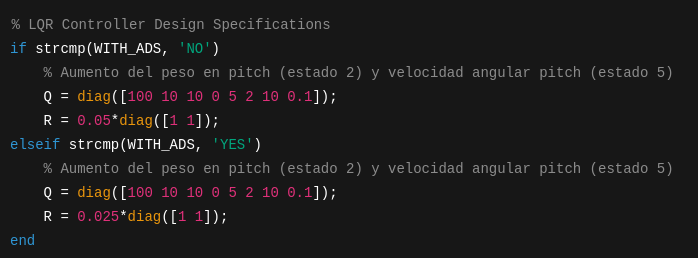 % LQR Controller Design Specifications
if strcmp(WITH_ADS, 'NO')
    % Aumento del peso en pitch (estado 2) y velocidad angular pitch (estado 5)
    Q = diag([100 10 10 0 5 2 10 0.1]);
    R = 0.05*diag([1 1]);
elseif strcmp(WITH_ADS, 'YES')
    % Aumento del peso en pitch (estado 2) y velocidad angular pitch (estado 5)
    Q = diag([100 10 10 0 5 2 10 0.1]);
    R = 0.025*diag([1 1]);
end